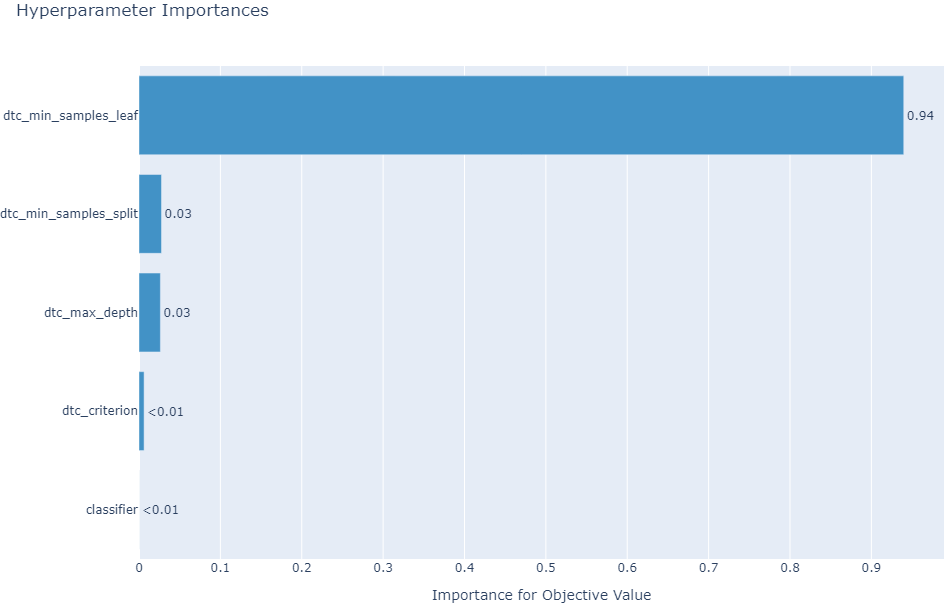 Hyperparameter Importances
dtc_min_samples_leaf 0.94
dtc_min_samples_split 0.03
dtc_max_depth 0.03
dtc_criterion <0.01
classifier <0.01
0 0.1 0.2 0.3 0.4 0.5 0.6 0.7 0.8 0.9
Importance for Objective Value